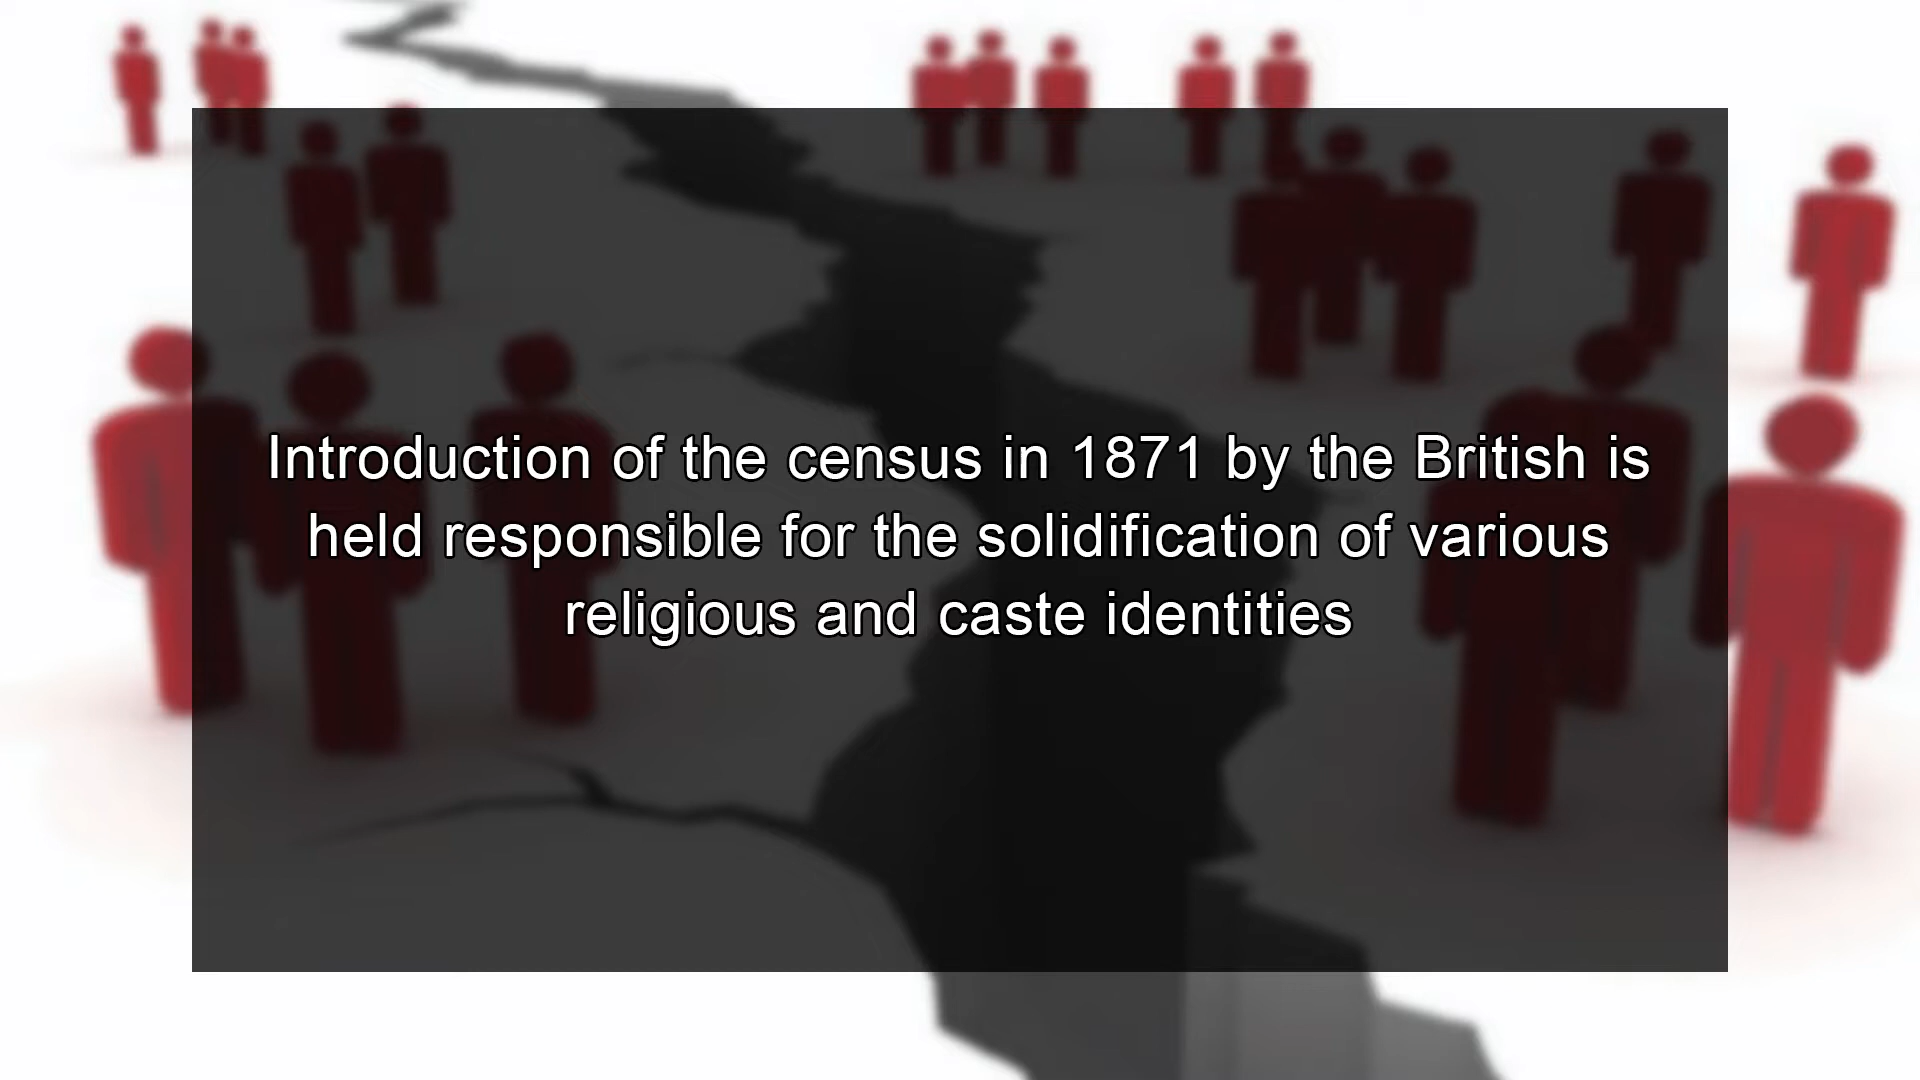 Introduction of the census in 1871 by the British is
held responsible for the solidification of various
religious and caste identities